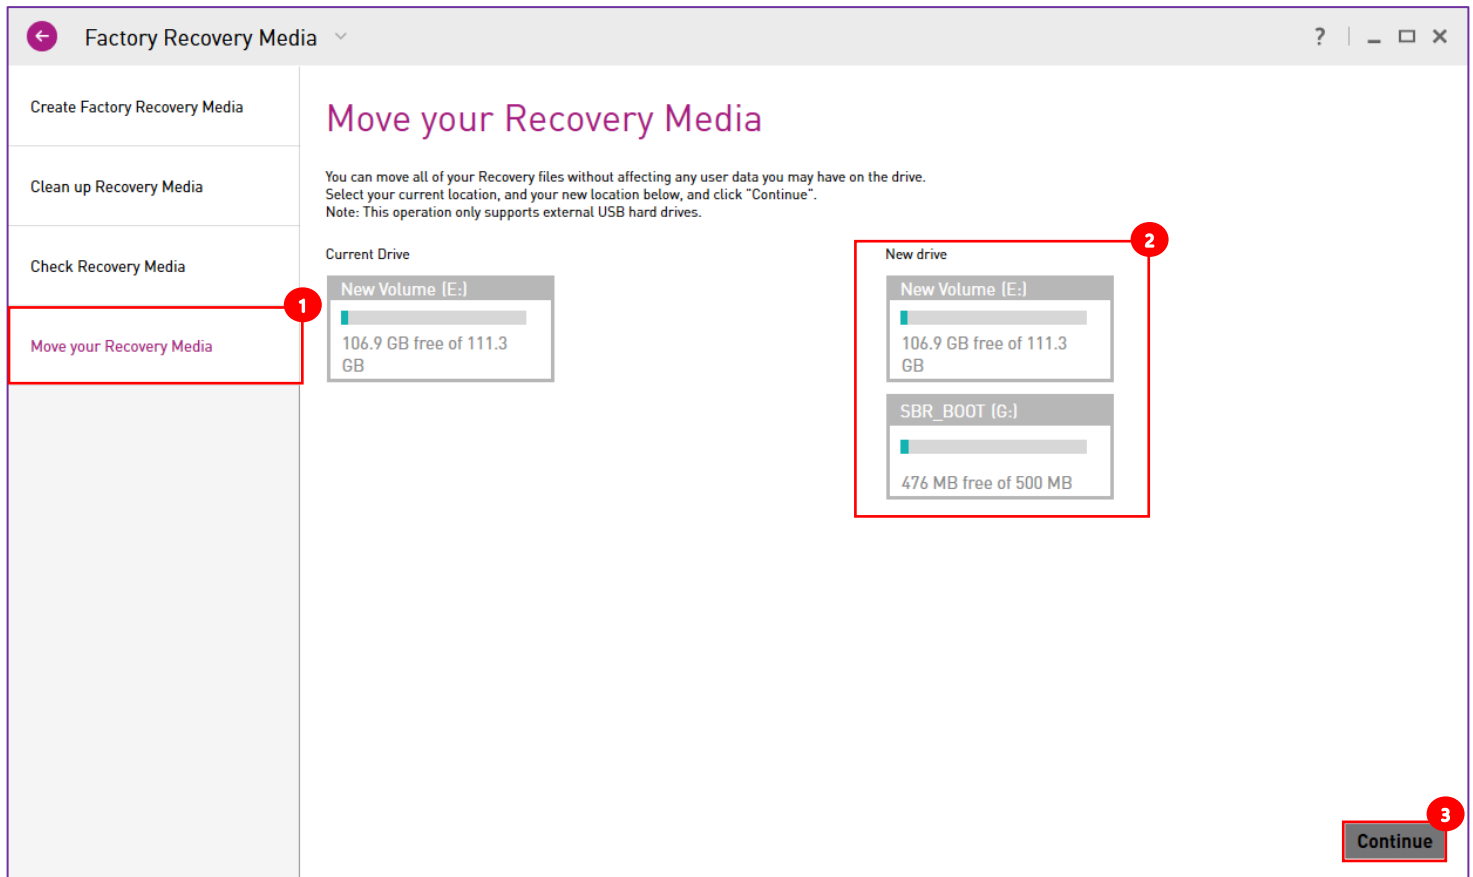 Factory Recovery Media
?
Create Factory Recovery Media
Clean up Recovery Media
Check Recovery Media
1
Move your Recovery Media
Move your Recovery Media
You can move all of your Recovery files without affecting any user data you may have on the drive.
Select your current location, and your new location below, and click "Continue".
Note: This operation only supports external USB hard drives.
Current Drive
New Volume (E:)
106.9 GB free of 111.3
GB
2
New drive
New Volume (E:)
106.9 GB free of 111.3
GB
SBR_BOOT (G:)
476 MB free of 500 MB
3
Continue